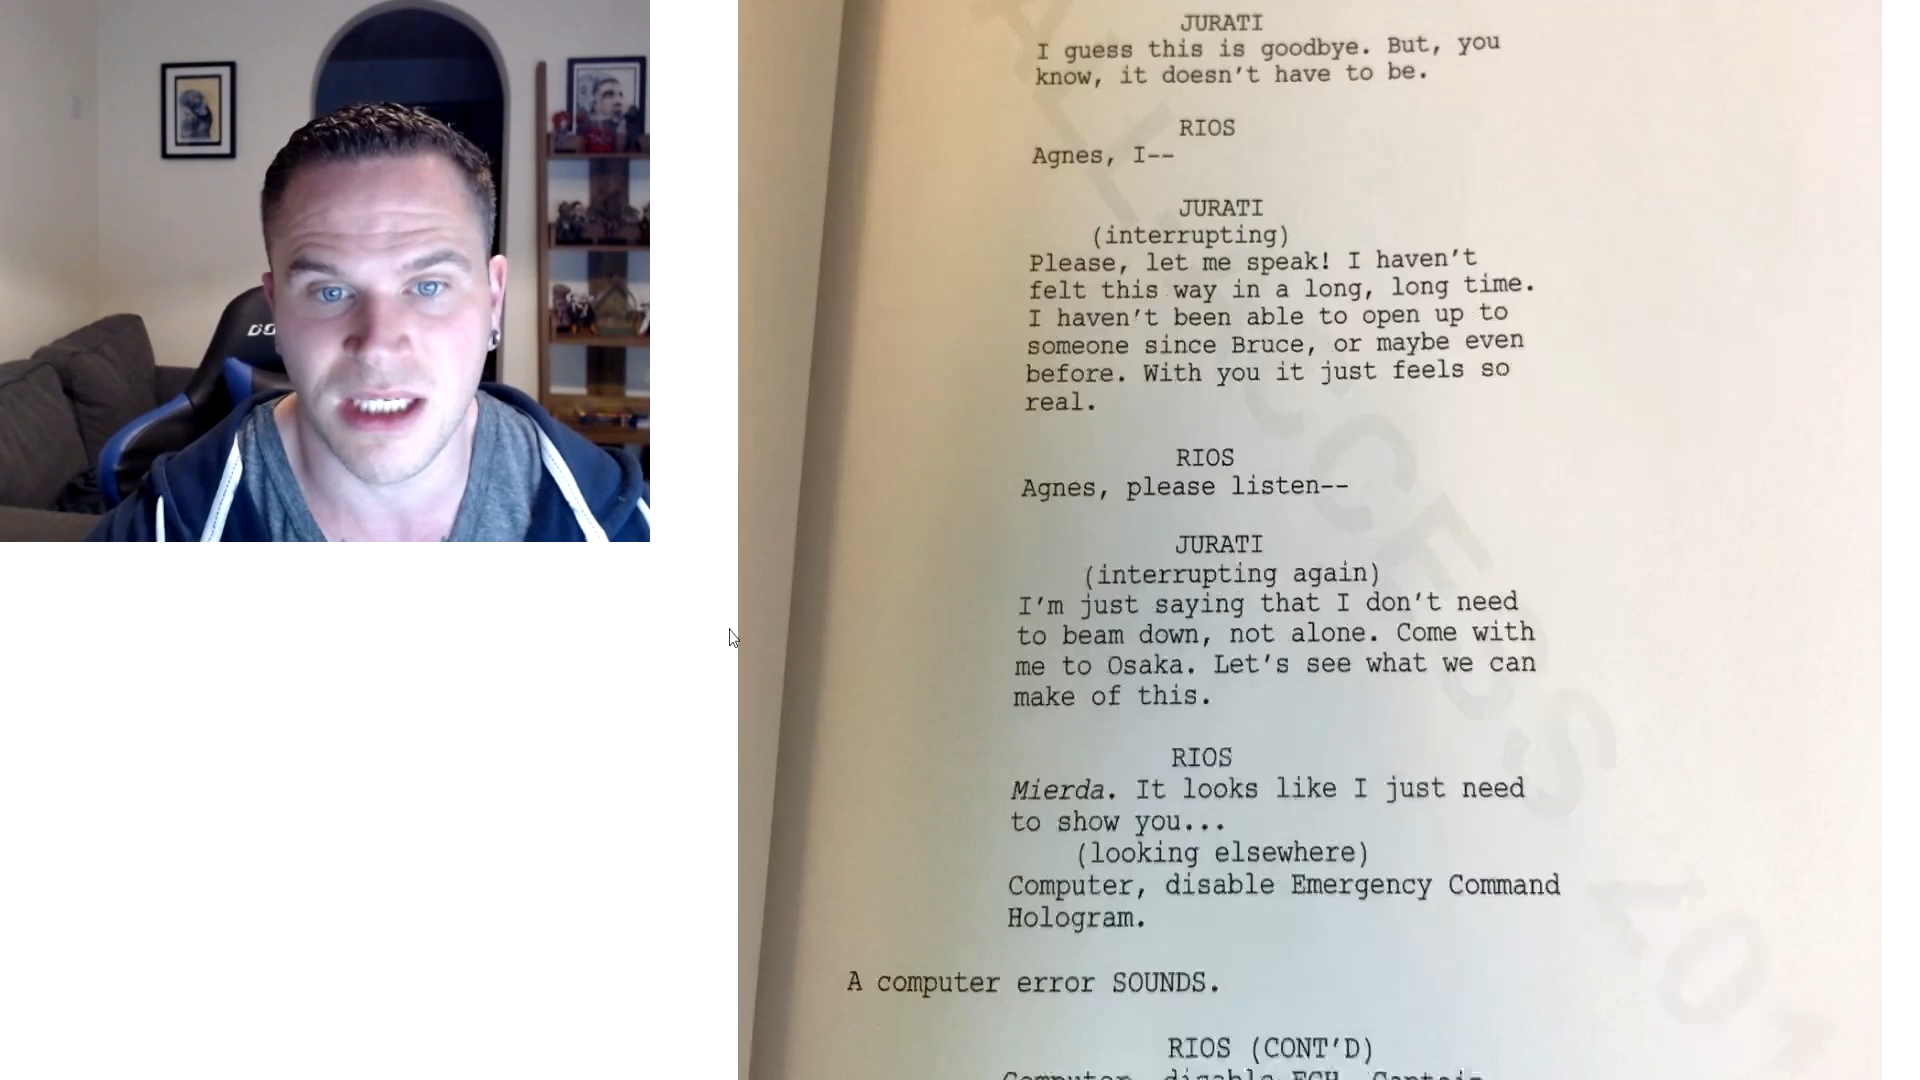 JURATI
I guess this is goodbye. But, you
know, it doesn't have to be.
RIOS
Agnes, I--
JURATI
(interrupting)
Please, let me speak! I haven't
felt this way in a long, long time.
I haven't been able to open up to
someone since Bruce, or maybe even
before. With you it just feels so
real.
RIOS
Agnes, please listen--
JURATI
(interrupting again)
I'm just saying that I don't need
to beam down, not alone. Come with
me to Osaka. Let's see what we can
make of this.
RIOS
Mierda. It looks like I just need
to show you...
(looking elsewhere)
Computer, disable Emergency Command
Hologram.
A computer error SOUNDS.
RIOS (CONT'D)
Computer, disable ECH, Captain